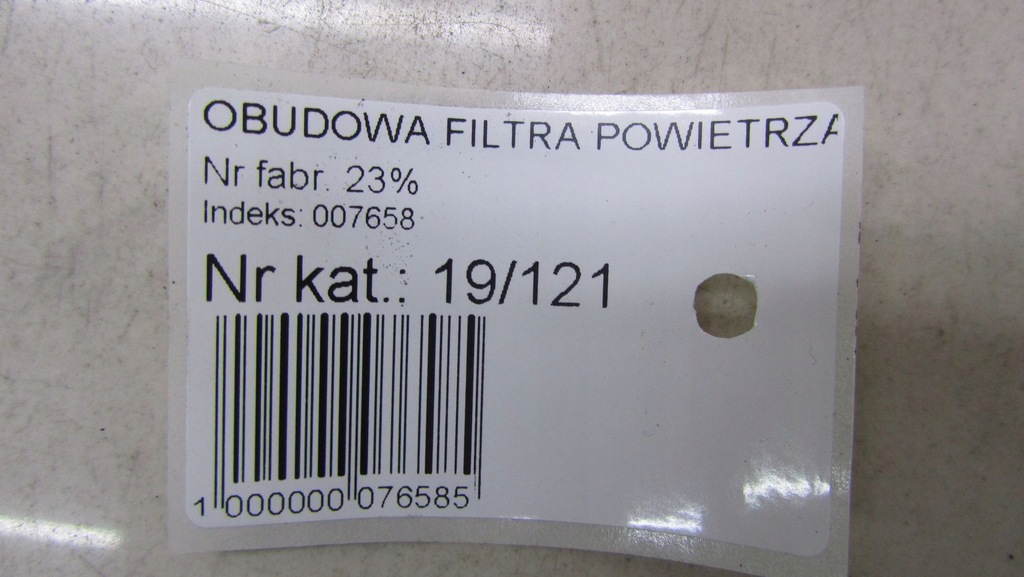 OBUDOWA FILTRA POWIETRZA
Nr fabr. 23%
Indeks: 007658
Nr kat.: 19/121
1 000000 076585